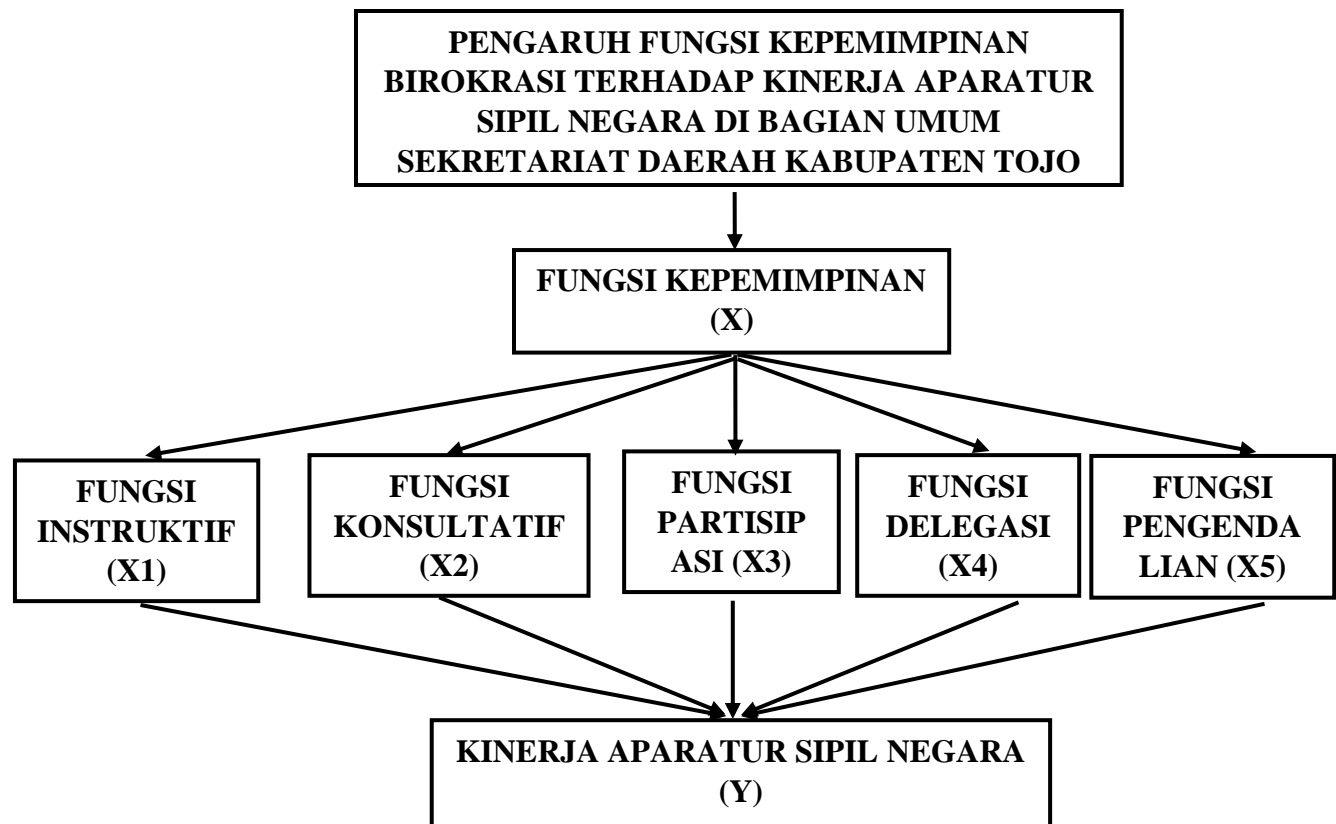 PENGARUH FUNGSI KEPEMIMPINAN
BIROKRASI TERHADAP KINERJA APARATUR
SIPIL NEGARA DI BAGIAN UMUM
SEKRETARIAT DAERAH KABUPATEN TOJO
FUNGSI KEPEMIMPINAN
(X)
FUNGSI
INSTRUKTIF
(X1)
FUNGSI
KONSULTATIF
(X2)
FUNGSI
PARTISIP
ASI (X3)
FUNGSI
DELEGASI
(X4)
FUNGSI
PENGENDA
LIAN (X5)
KINERJA APARATUR SIPIL NEGARA
(Y)